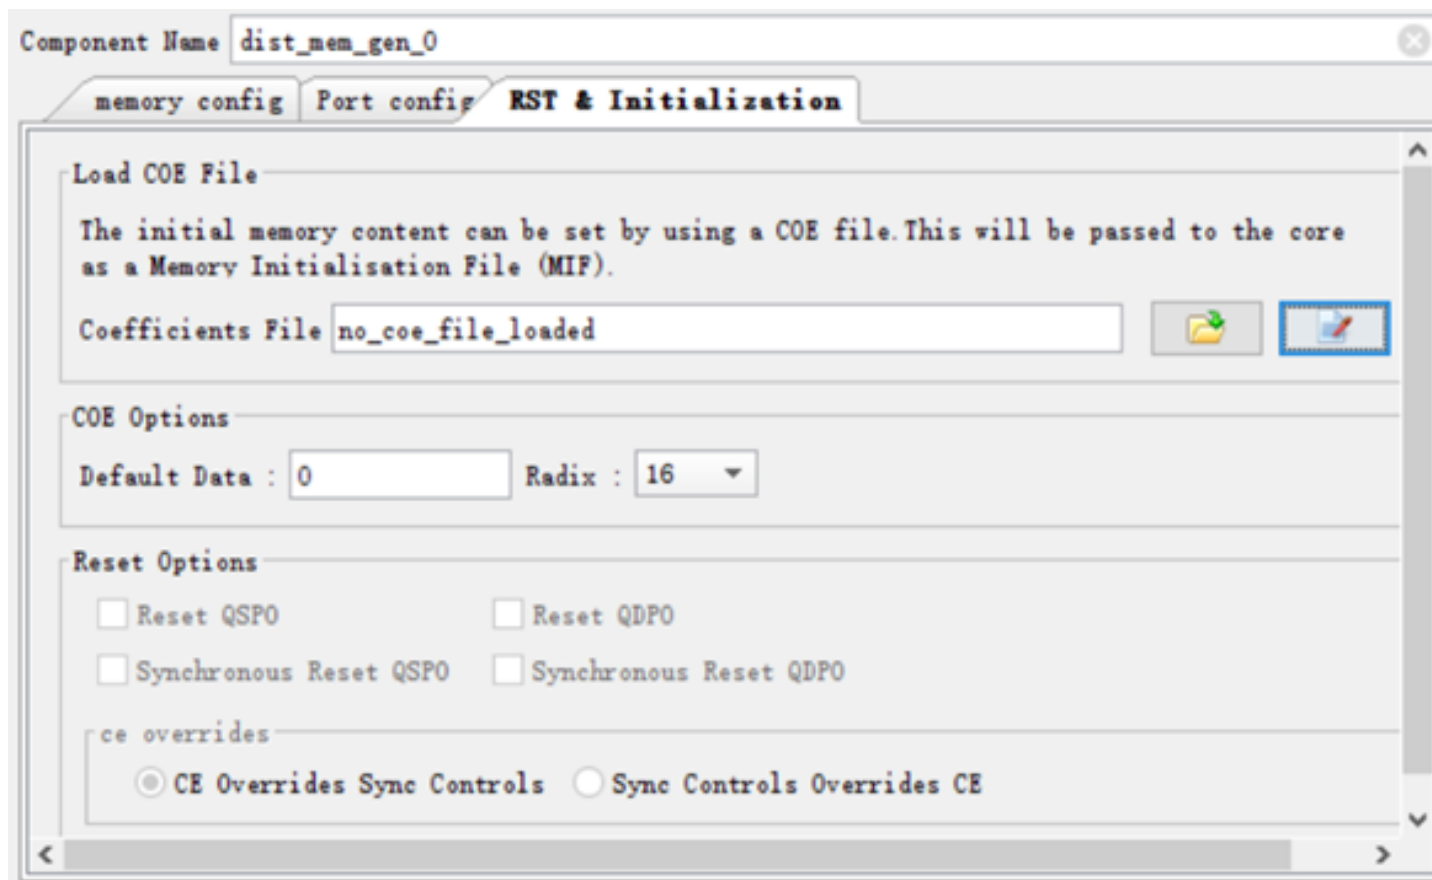 Component Name dist_mem_gen_0
memory config Port config RST & Initialization
Load COE File
The initial memory content can be set by using a COE file.This will be passed to the core
as a Memory Initialisation File (MIF).
Coefficients File no_coe_file_loaded
COE Options
Default Data : 0 Radix : 16
Reset Options
Reset QSPO Reset QDPO
Synchronous Reset QSPO Synchronous Reset QDPO
ce overrides
CE Overrides Sync Controls Sync Controls Overrides CE